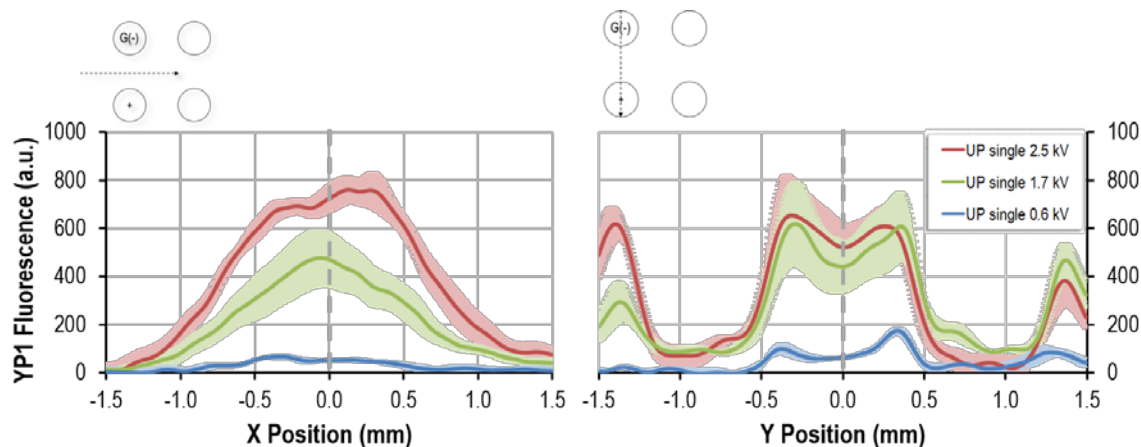 G(-)
+
G(-)
+
YP1 Fluorescence (a.u.)
1000
800
600
400
200
0
-1.5 -1.0 -0.5 0.0 0.5 1.0 1.5
X Position (mm)
UP single 2.5 kV
UP single 1.7 kV
UP single 0.6 kV
100
800
600
400
200
0
-1.5 -1.0 -0.5 0.0 0.5 1.0 1.5
Y Position (mm)